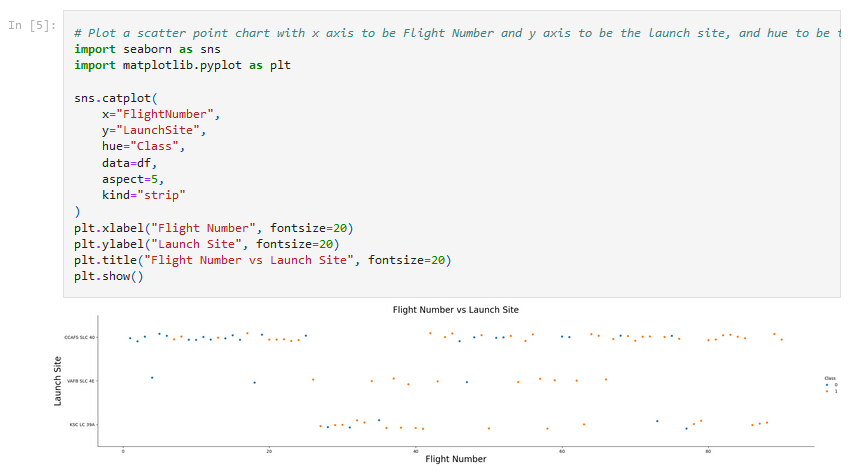 In [5]:
# Plot a scatter point chart with x axis to be Flight Number and y axis to be the launch site, and hue to be
import seaborn as sns
import matplotlib.pyplot as plt
sns.catplot(
x="FlightNumber",
y="LaunchSite",
hue="Class",
data=df,
aspect=5,
kind="strip"
)
plt.xlabel("Flight Number", fontsize=20)
plt.ylabel("Launch Site", fontsize=20)
plt.title("Flight Number vs Launch Site", fontsize=20)
plt.show()
Flight Number vs Launch Site
Launch Site
CCAFS SLC 40
VAFB SLC 4E
KSC LC 39A
Class
0
1
0 20 40 60 80
Flight Number